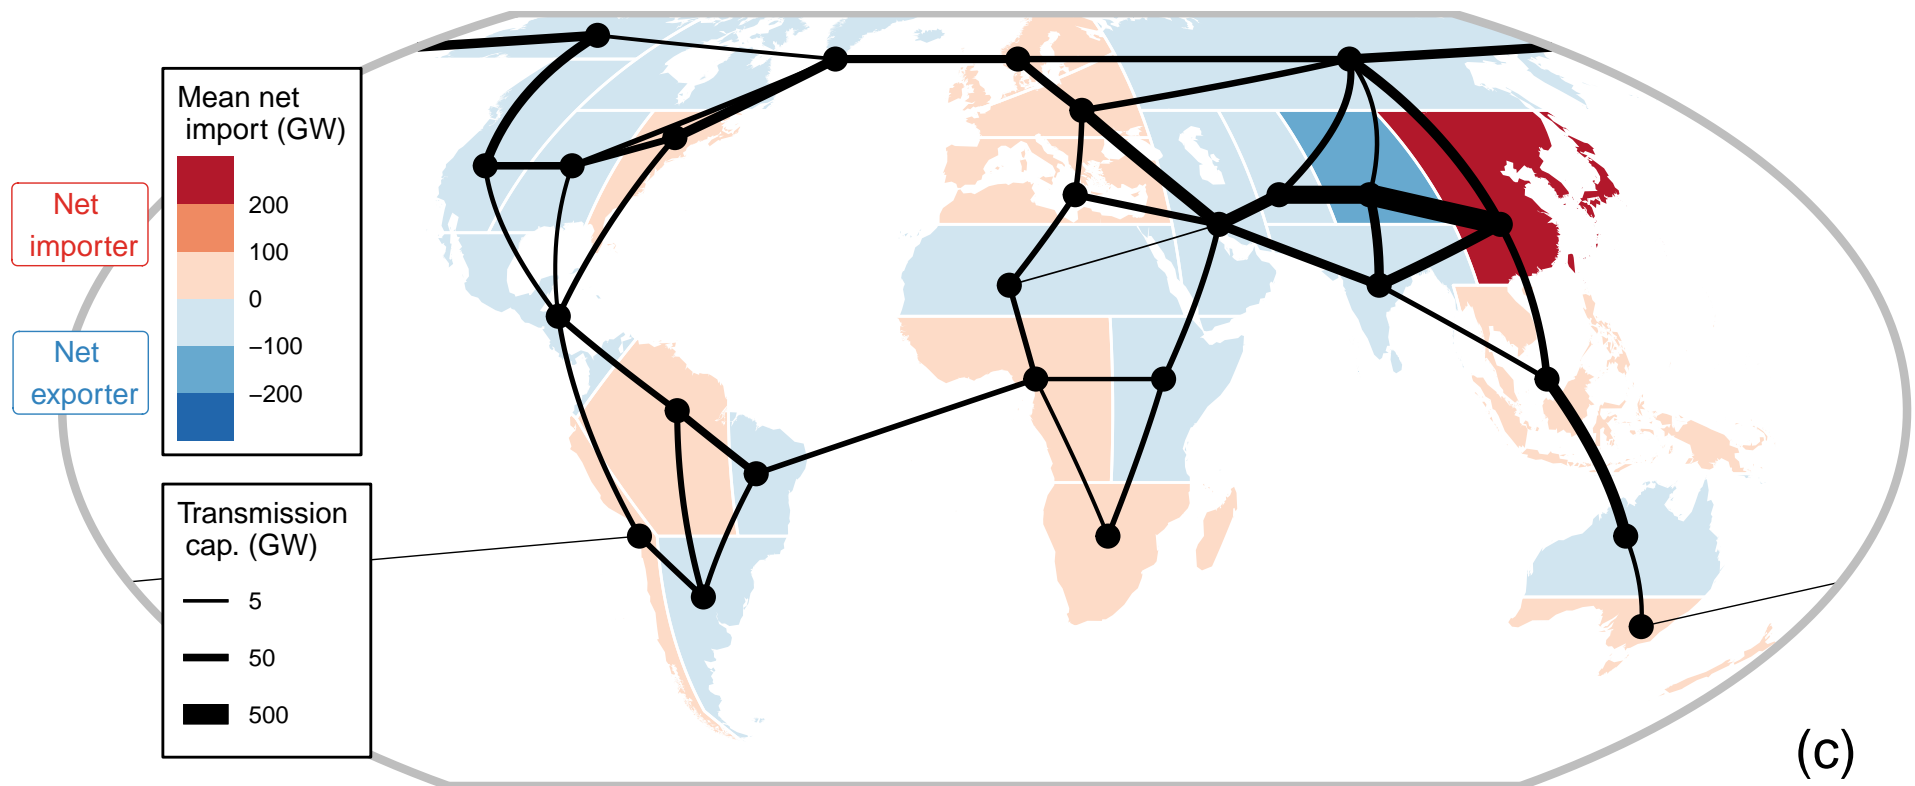 Mean net
import (GW)
200
100
0
−100
−200
Net
importer
Net
exporter
Transmission
cap. (GW)
5
50
500
(c)